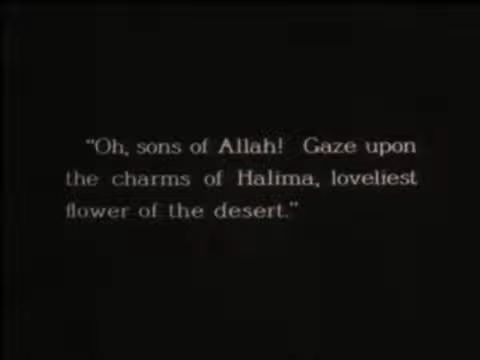 "Oh, sons of Allah! Gaze upon
the charms of Halima, loveliest
flower of the desert."